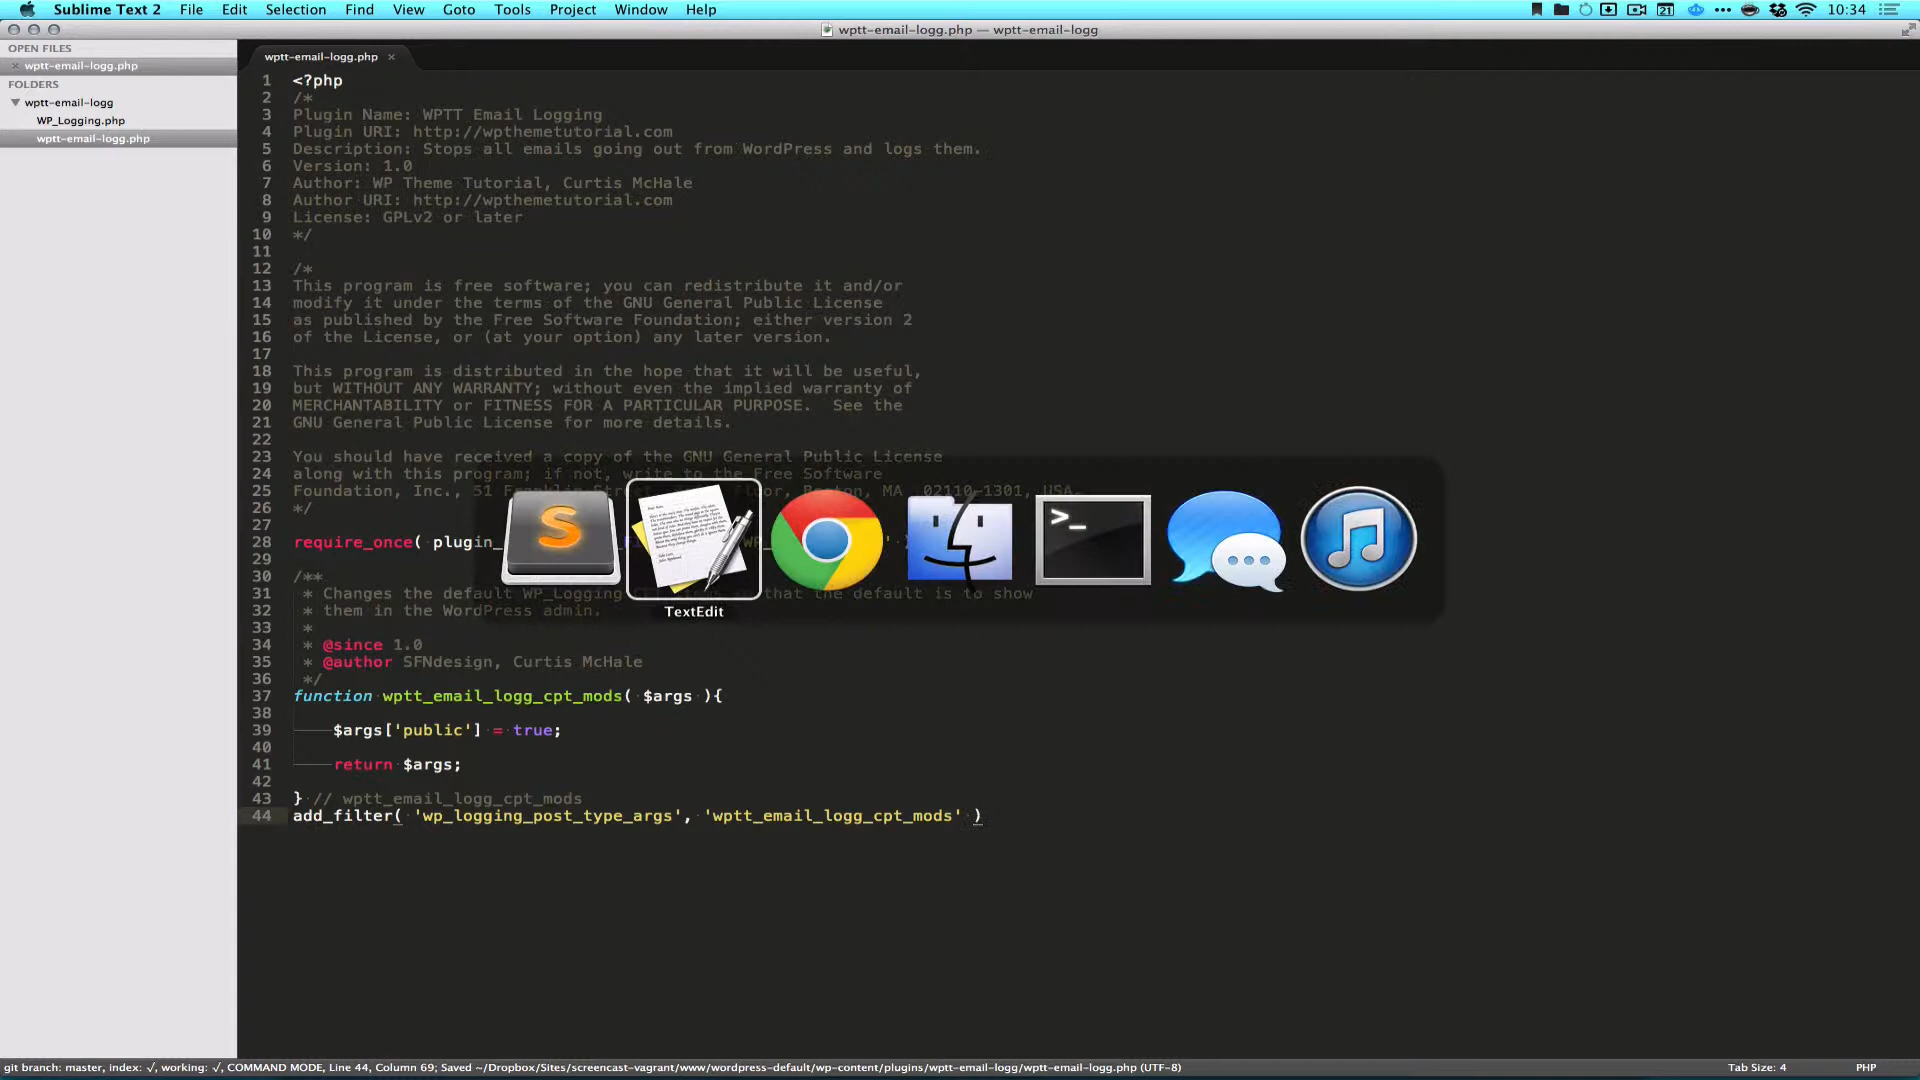 Sublime Text 2 File Edit Selection Find View Goto Tools Project Window Help 21 10:34
wptt-email-logg.php — wptt-email-logg
OPEN FILES
wptt-email-logg.php
FOLDERS
wptt-email-logg
WP_Logging.php
wptt-email-logg.php
wptt-email-logg.php
1 <?php
2 /*
3 Plugin Name: WPTT Email Logging
4 Plugin URI: http://wpthemetutorial.com
5 Description: Stops all emails going out from WordPress and logs them.
6 Version: 1.0
7 Author: WP Theme Tutorial, Curtis McHale
8 Author URI: http://wpthemetutorial.com
9 License: GPLv2 or later
10 */
11
12 /*
13 This program is free software; you can redistribute it and/or
14 modify it under the terms of the GNU General Public License
15 as published by the Free Software Foundation; either version 2
16 of the License, or (at your option) any later version.
17
18 This program is distributed in the hope that it will be useful,
19 but WITHOUT ANY WARRANTY; without even the implied warranty of
20 MERCHANTABILITY or FITNESS FOR A PARTICULAR PURPOSE.  See the
21 GNU General Public License for more details.
22
23 You should have received a copy of the GNU General Public License
24 along with this program; if not, write to the Free Software
25 Foundation, Inc., 51 Franklin Floor, Boston, MA 02110-1301, USA.
26 */
27
28 require_once( plugin_
29
30 /**
31 * Changes the default WP_Logging that the default is to show
32 * them in the WordPress admin.
33 *
34 * @since 1.0
35 * @author SFNdesign, Curtis McHale
36 */
37 function wptt_email_logg_cpt_mods( $args ){
38
39 $args['public'] = true;
40
41 return $args;
42
43 } // wptt_email_logg_cpt_mods
44 add_filter( 'wp_logging_post_type_args', 'wptt_email_logg_cpt_mods' )
TextEdit
git branch: master, index: √, working: √, COMMAND MODE, Line 44, Column 69; Saved ~/Dropbox/Sites/screencast-vagrant/www/wordpress-default/wp-content/plugins/wptt-email-logg/wptt-email-logg.php (UTF-8) Tab Size: 4 PHP